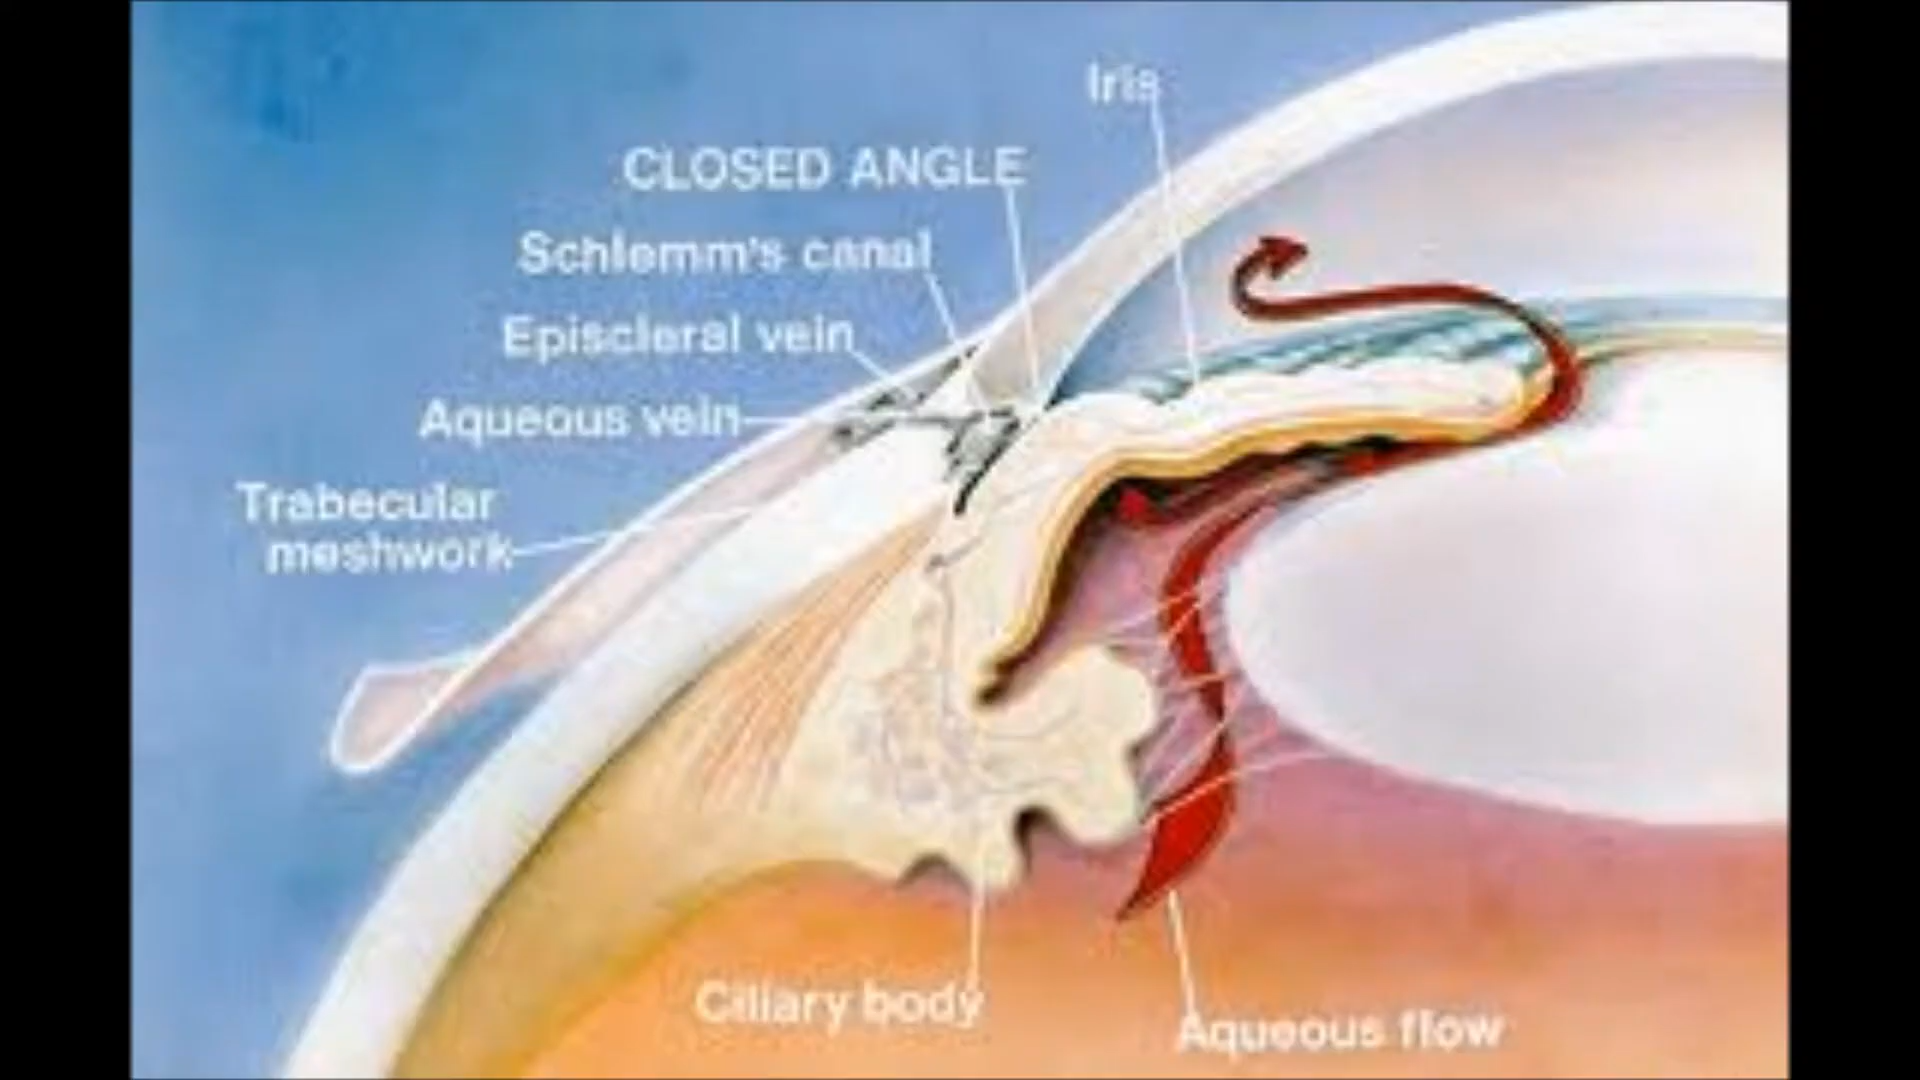 Iris
CLOSED ANGLE
Schlemm's canal
Episcleral vein
Aqueous vein
Trabecular
meshwork
Ciliary body
Aqueous flow